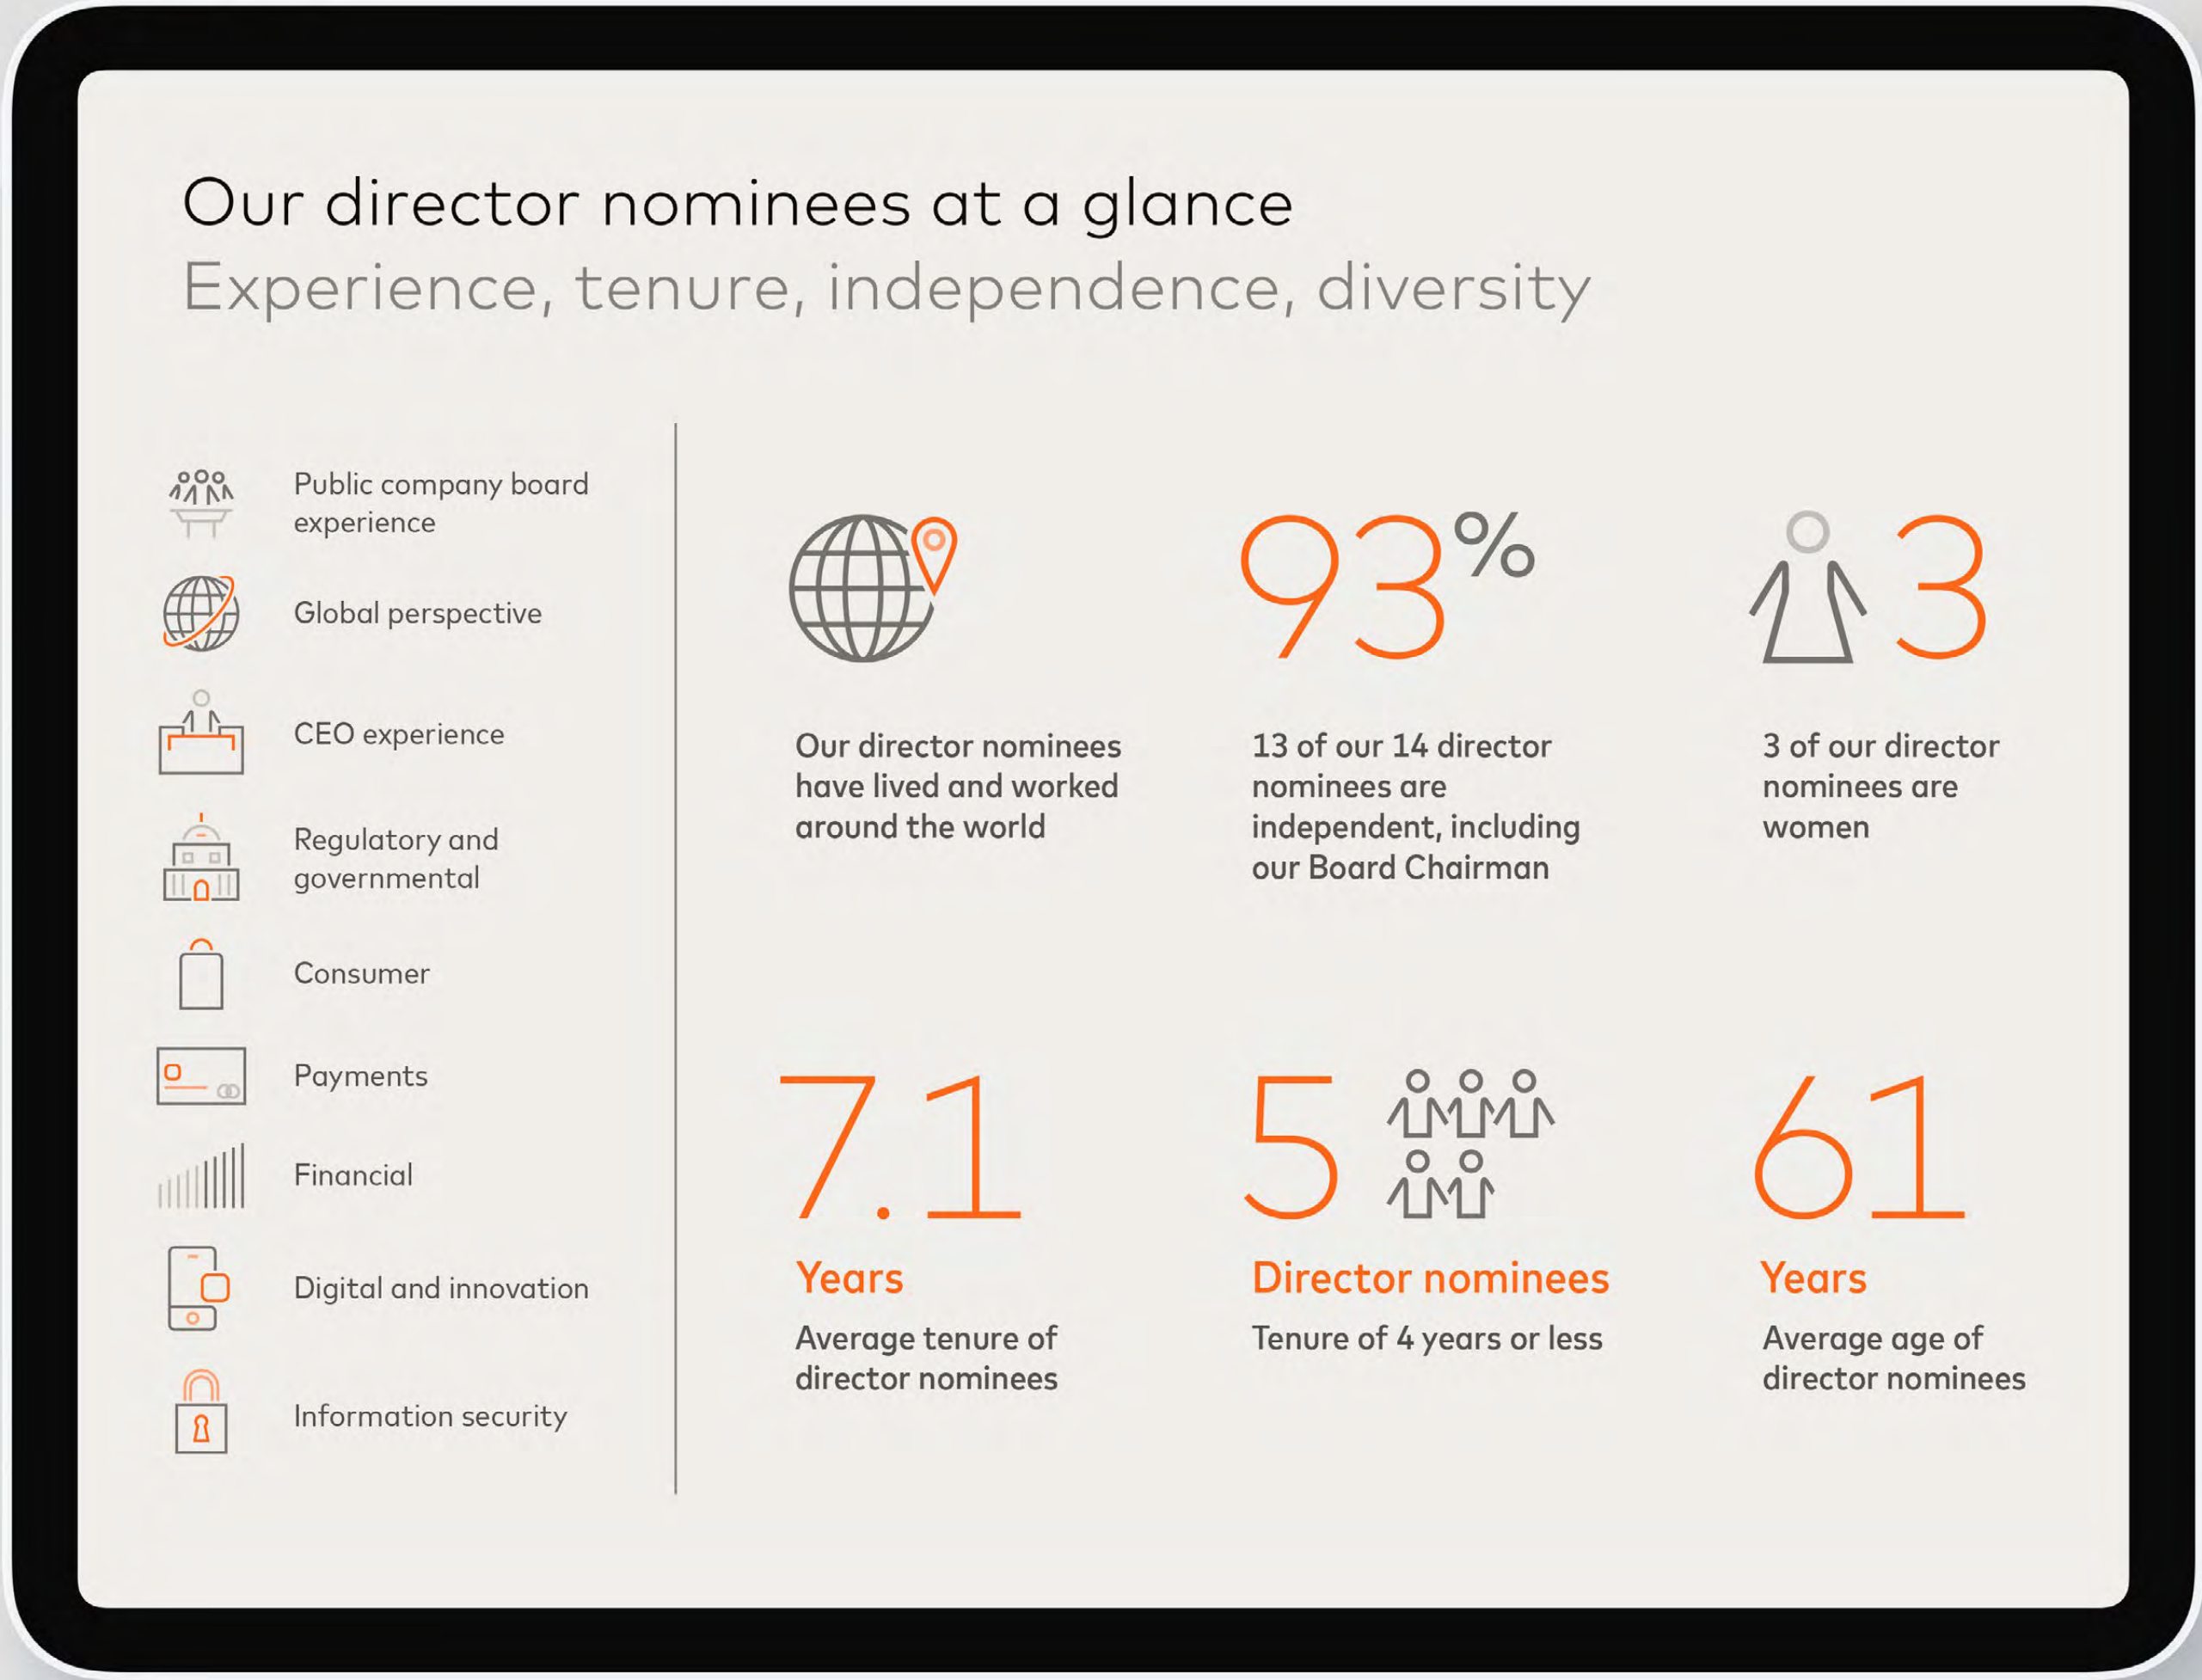 Our director nominees at a glance
Experience, tenure, independence, diversity
Public company board
experience
Global perspective
CEO experience
Regulatory and
governmental
Consumer
Payments
Financial
Digital and innovation
Information security
Our director nominees
have lived and worked
around the world
93%
13 of our 14 director
nominees are
independent, including
our Board Chairman
3
3 of our director
nominees are
women
7.1
Years
Average tenure of
director nominees
5
Director nominees
Tenure of 4 years or less
61
Years
Average age of
director nominees